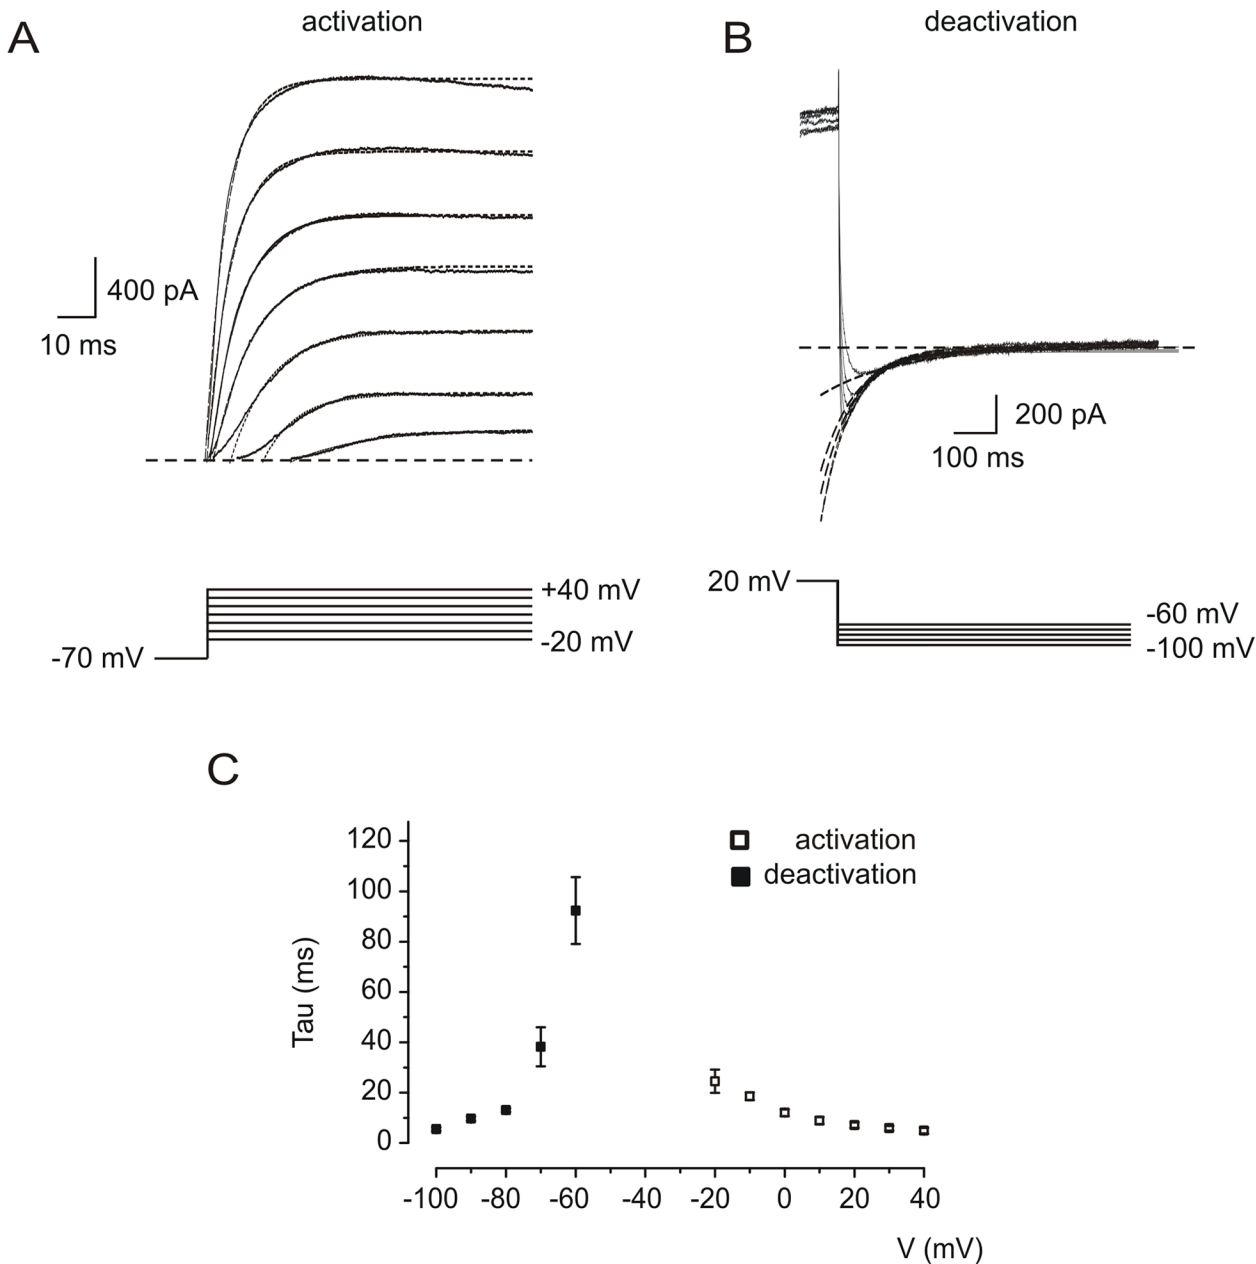 A
activation
400 pA
10 ms
+40 mV
-20 mV
-70 mV
B
deactivation
200 pA
100 ms
20 mV
-60 mV
-100 mV
C
activation
deactivation
Tau (ms)
120
100
80
60
40
20
0
-100 -80 -60 -40 -20 0 20 40
V (mV)